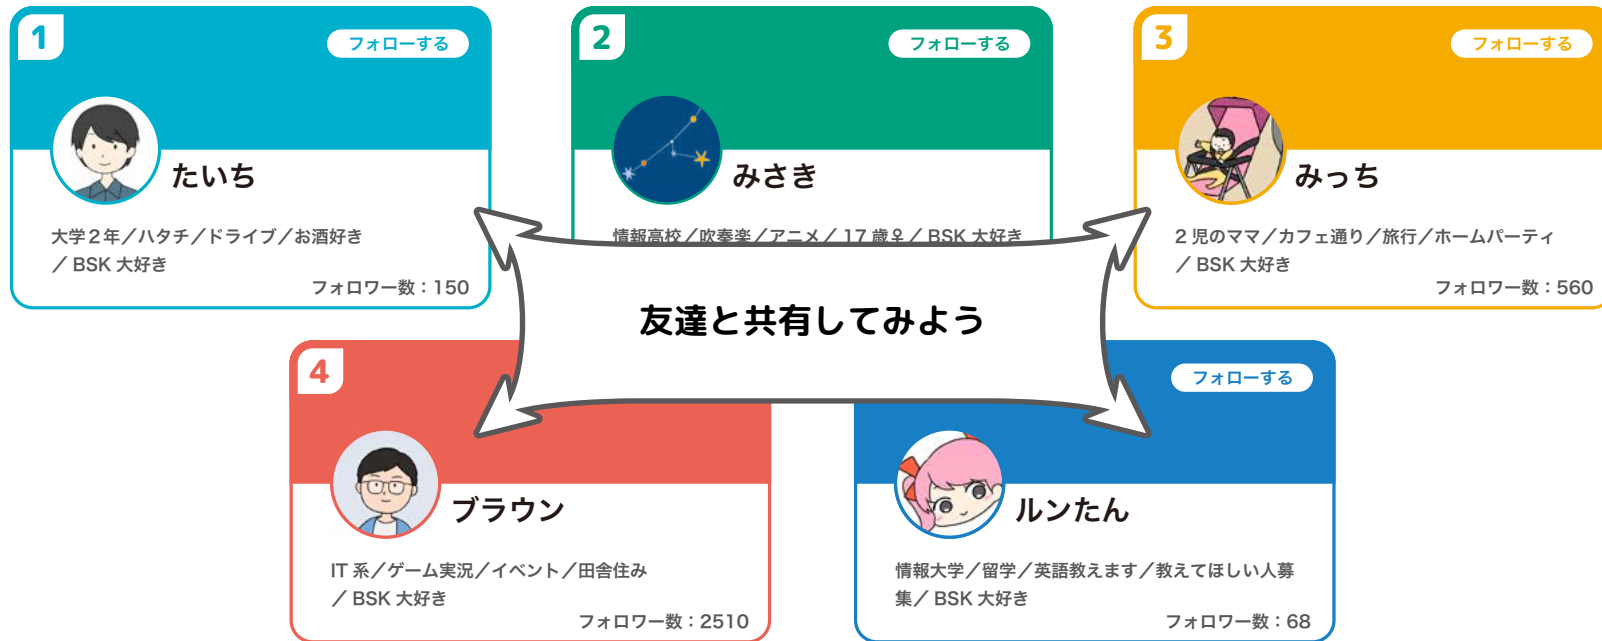 1
フォローする
たいち
大学2年／ハタチ／ドライブ／お酒好き
／BSK 大好き
フォロワー数：150
2
フォローする
みさき
情報高校／吹奏楽／アニメ／17 歳♀／BSK 大好き
3
フォローする
みっち
2 児のママ／カフェ通り／旅行／ホームパーティ
／BSK 大好き
フォロワー数：560
友達と共有してみよう
4
ブラウン
IT 系／ゲーム実況／イベント／田舎住み
／BSK 大好き
フォロワー数：2510
フォローする
ルンたん
情報大学／留学／英語教えます／教えてほしい人募
集／BSK 大好き
フォロワー数：68